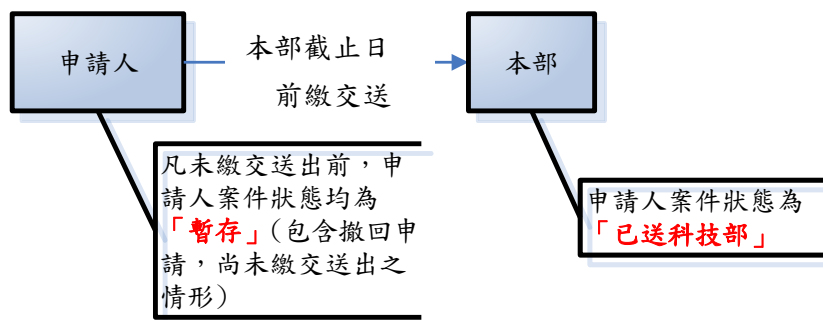 申請人
本部截止日
前繳交送
本部
凡未繳交送出前，申
請人案件狀態均為
「暫存」（包含撤回申
請，尚未繳交送出之
情形）
申請人案件狀態為
「已送科技部」